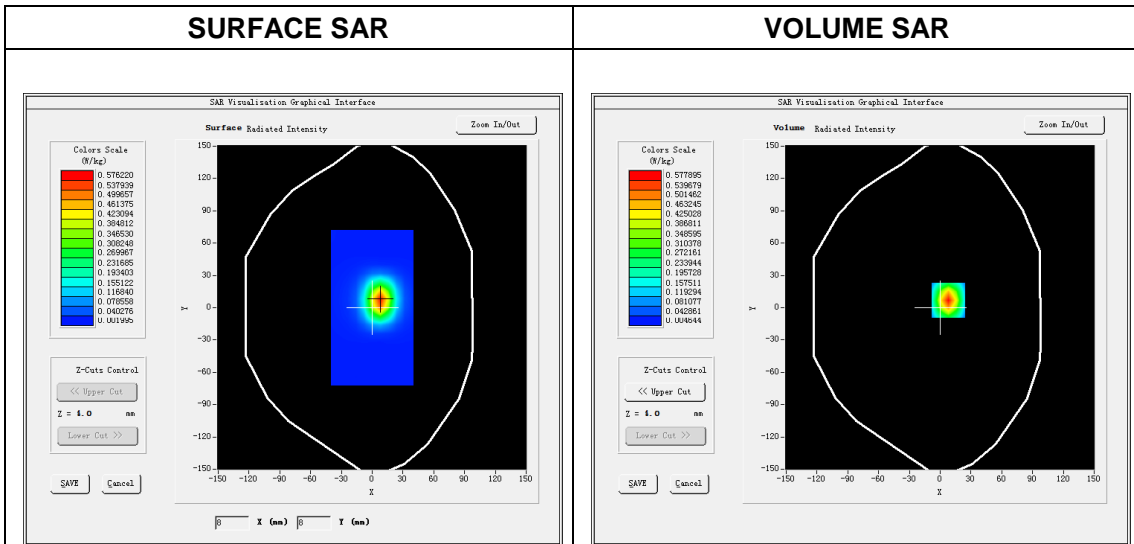 SURFACE SAR
SAR Visualisation Graphical Interface
Surface Radiated Intensity
Zoom In/Out
Colors Scale
(W/kg)
0.576220
0.537939
0.499657
0.461375
0.423094
0.384812
0.346530
0.308248
0.269967
0.231685
0.193403
0.155122
0.116840
0.078558
0.040276
0.001995
150
120
90
60
30
0
-30
-60
-90
-120
-150
Y
-150 -120 -90 -60 -30 0 30 60 90 120 150
X
Z-Cuts Control
<< Upper Cut
Z = 4.0 mm
Lower Cut >>
SAVE
Cancel
8 X (mm) 8 Y (mm)
VOLUME SAR
SAR Visualisation Graphical Interface
Volume Radiated Intensity
Zoom In/Out
Colors Scale
(W/kg)
0.577895
0.539679
0.501462
0.463245
0.425028
0.386811
0.348595
0.310378
0.272161
0.233944
0.195728
0.157511
0.119294
0.081077
0.042861
0.004644
150
120
90
60
30
0
-30
-60
-90
-120
-150
Y
-150 -120 -90 -60 -30 0 30 60 90 120 150
X
Z-Cuts Control
<< Upper Cut
Z = 4.0 mm
Lower Cut >>
SAVE
Cancel